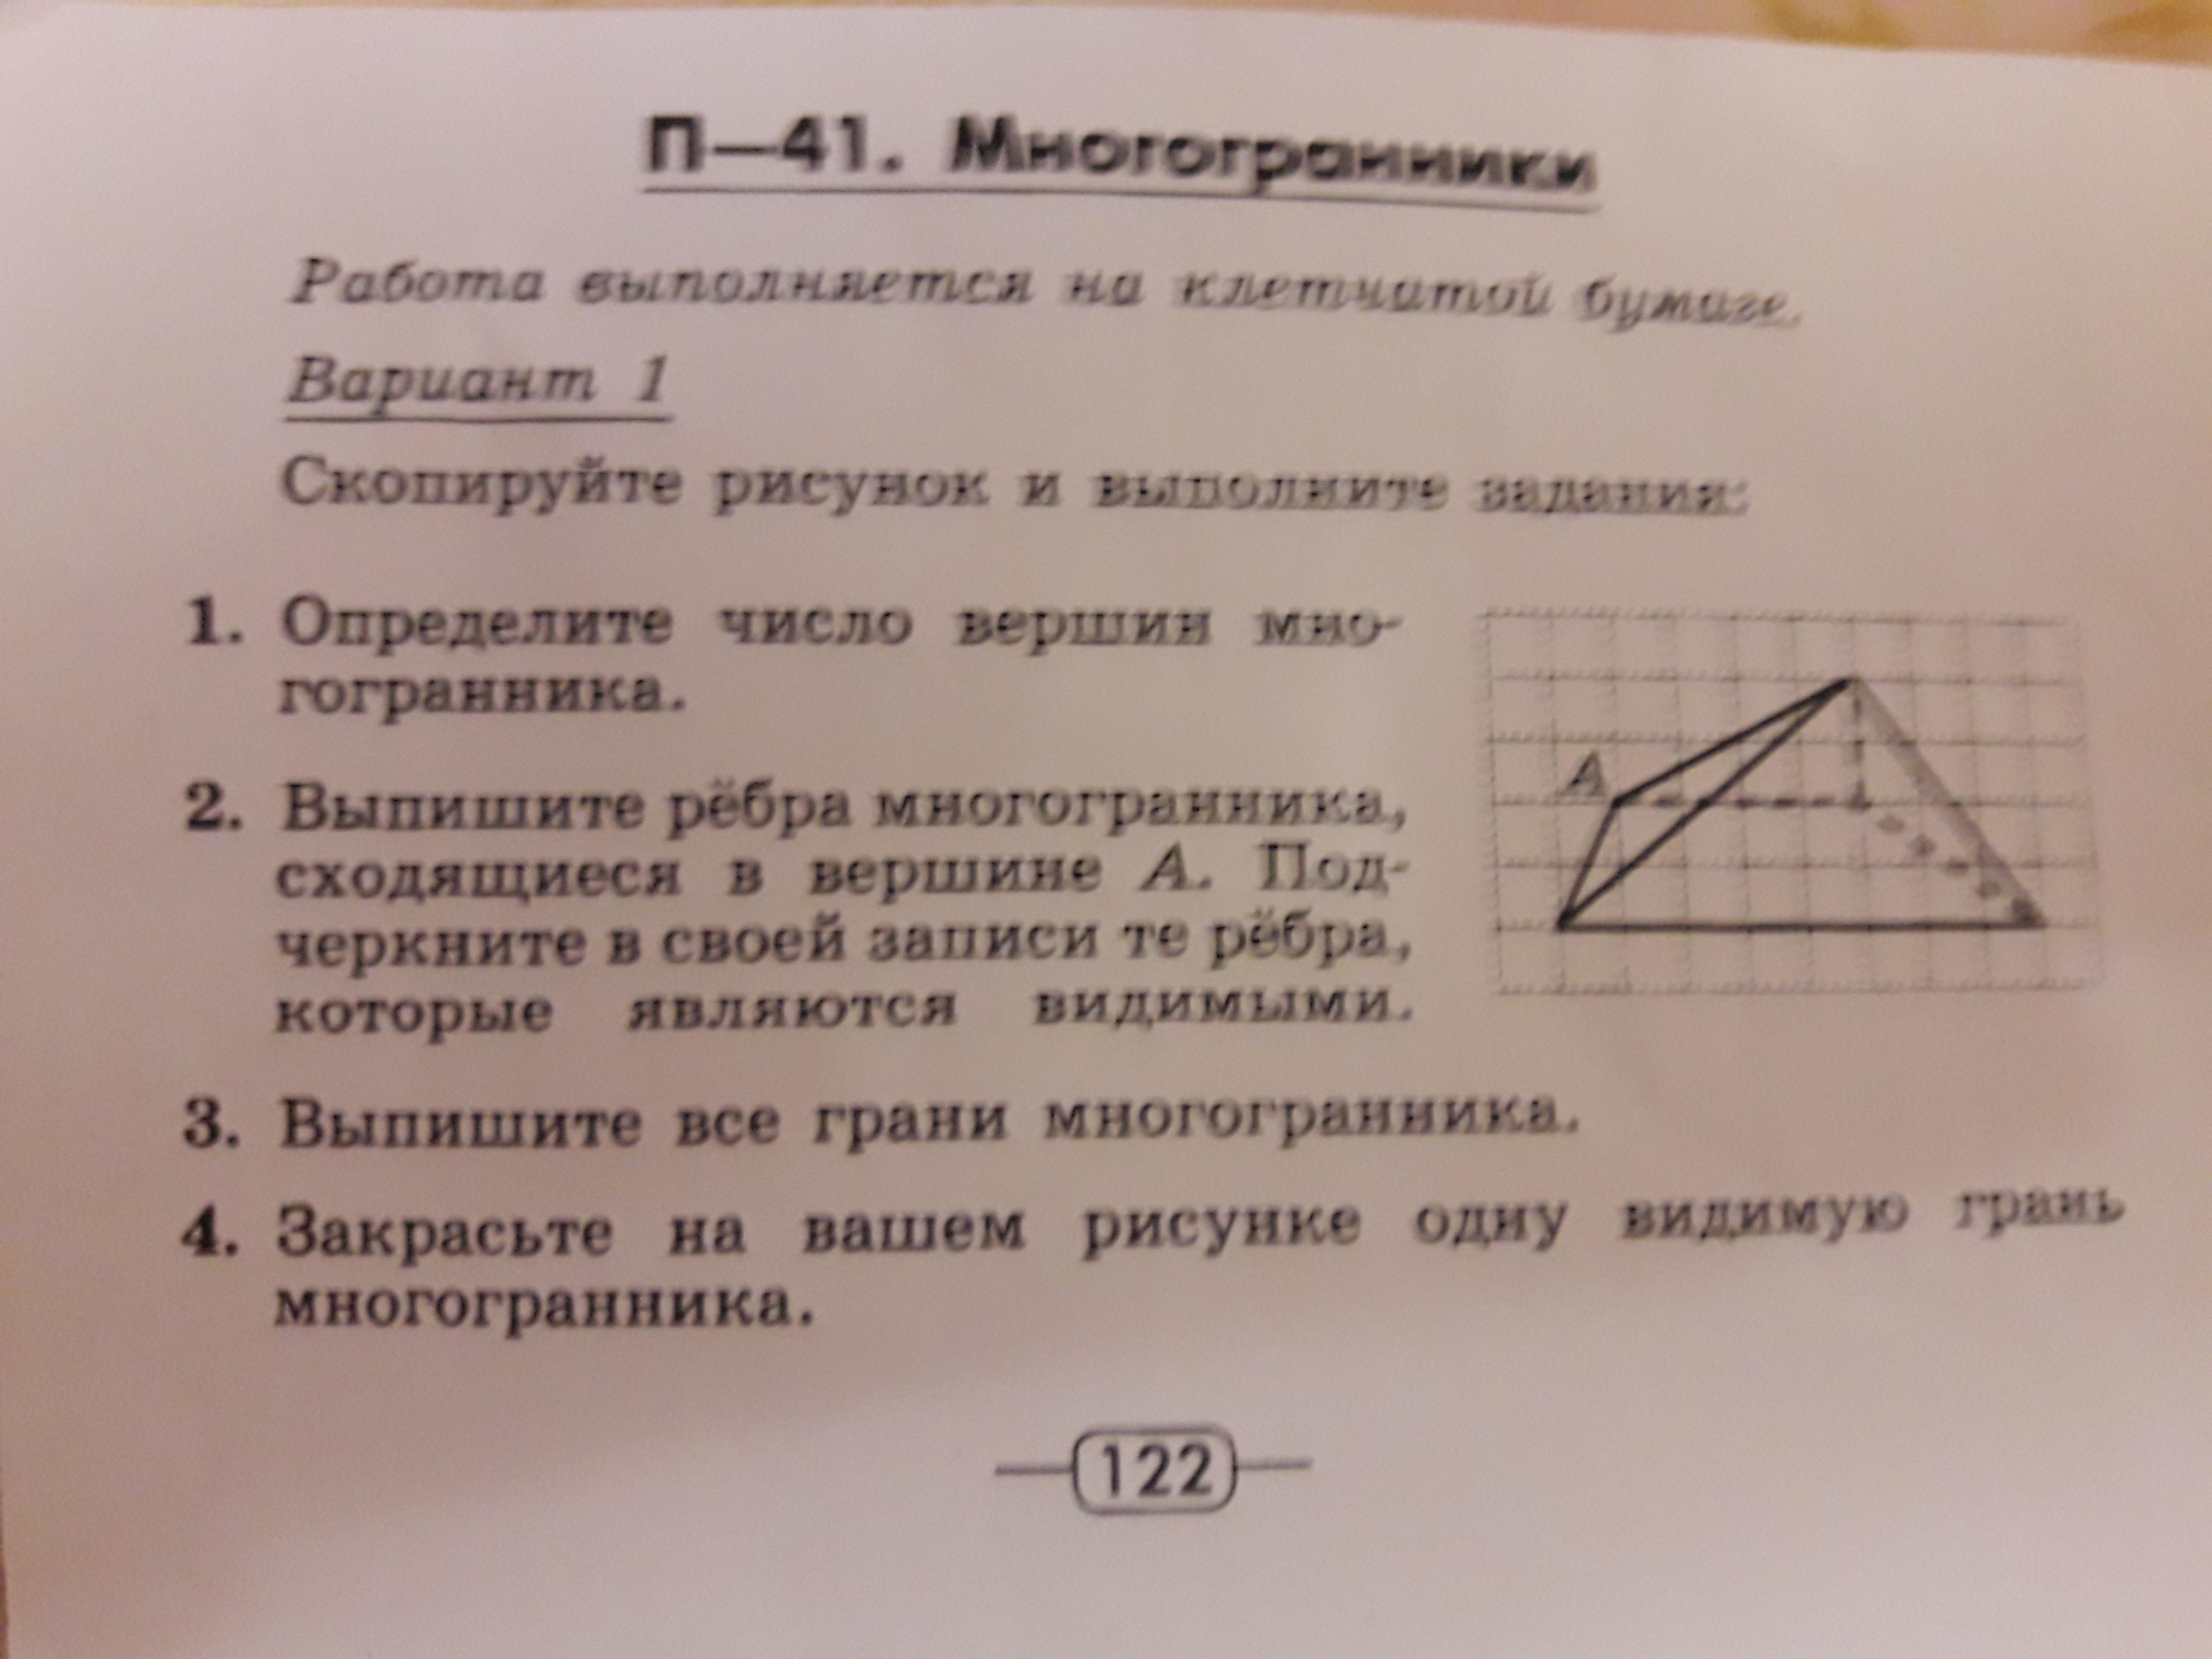 П—41. Многогранники
Работа выполняется на клетчатой бумаге.
Вариант 1
Скопируйте рисунок и выполните задания:
1. Определите число вершин мно-
гогранника.
2. Выпишите рёбра многогранника,
сходящиеся в вершине А. Под-
черкните в своей записи те рёбра,
которые являются видимыми.
А
3. Выпишите все грани многогранника.
4. Закрасьте на вашем рисунке одну видимую грань
многогранника.
122